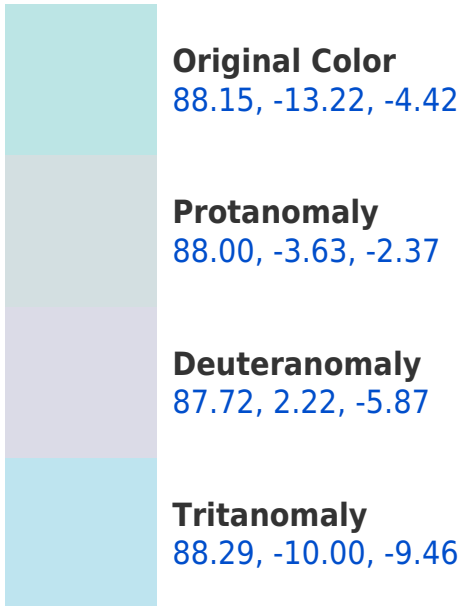 Original Color
88.15, -13.22, -4.42
Protanomaly
88.00, -3.63, -2.37
Deuteranomaly
87.72, 2.22, -5.87
Tritanomaly
88.29, -10.00, -9.46